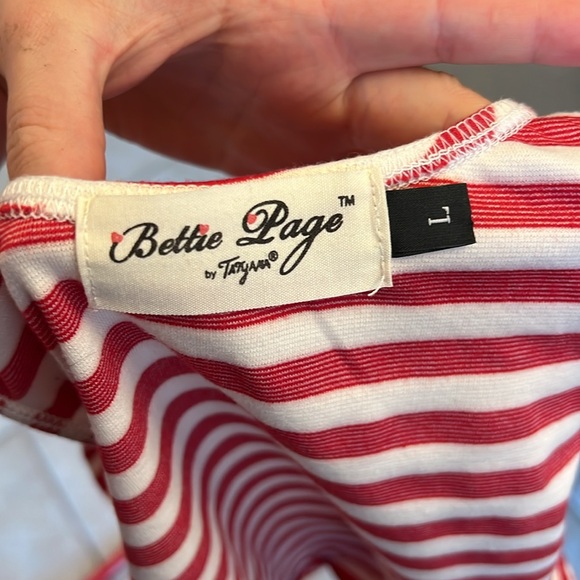 Bettie Page™
by Tatyana®
L